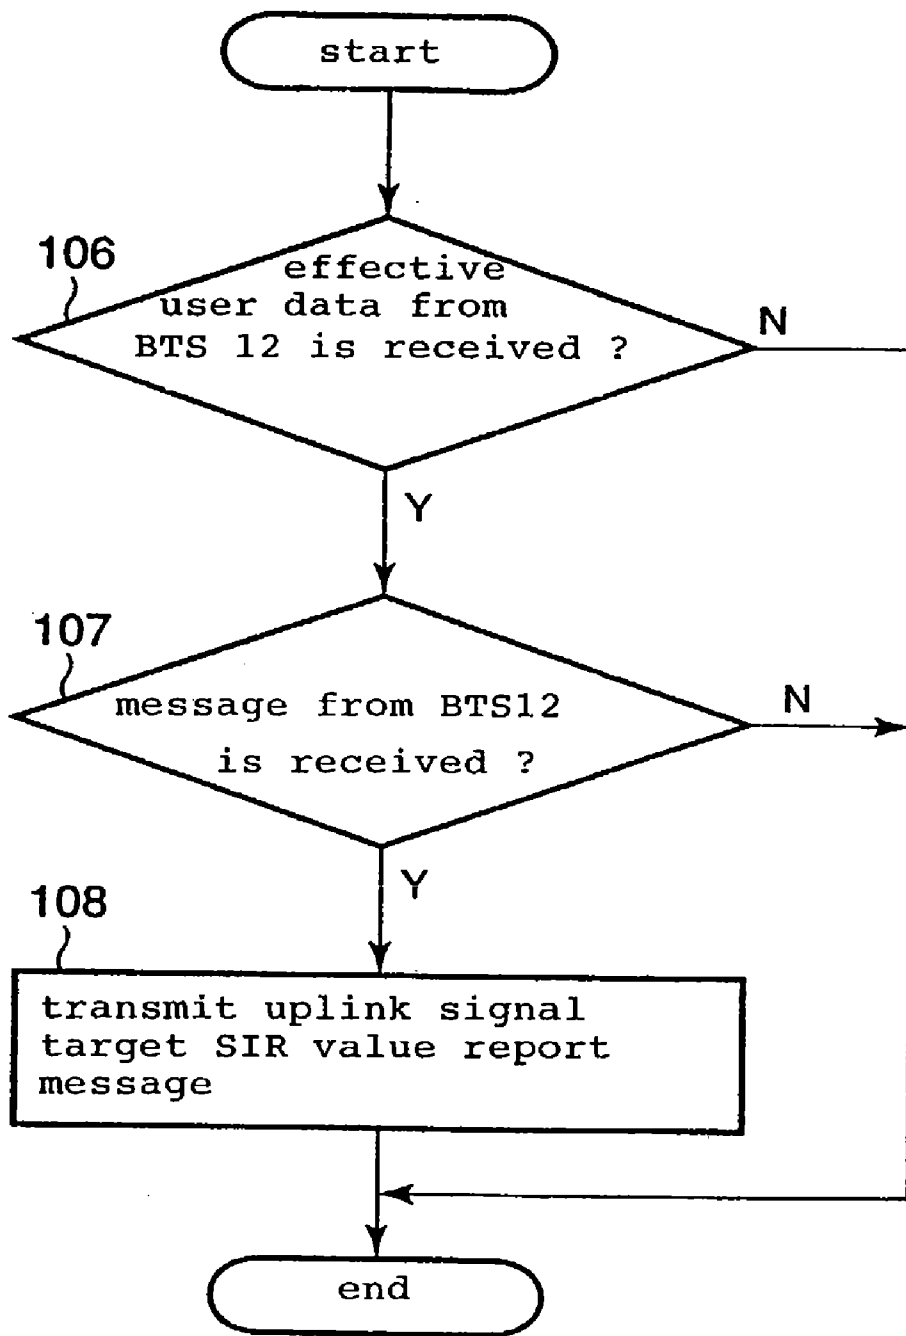 start
106
effective
user data from
BTS 12 is received ?
N
Y
107
message from BTS12
is received ?
N
Y
108
transmit uplink signal
target SIR value report
message
end